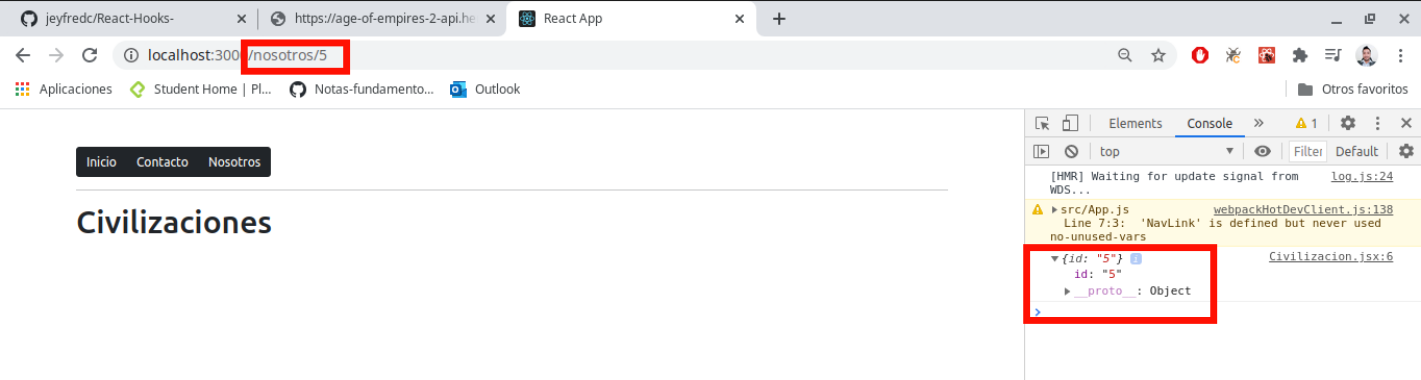 jeyfredc/React-Hooks-
https://age-of-empires-2-api.he
React App
localhost:3000/nosotros/5
Aplicaciones
Student Home | Pl...
Notas-fundamento...
Outlook
Otros favoritos
Elements
Console
1
top
Filter
Default
Inicio
Contacto
Nosotros
Civilizaciones
[HMR] Waiting for update signal from log.js:24
WDS...
src/App.js webpackHotDevClient.js:138
Line 7:3: 'NavLink' is defined but never used
no-unused-vars
{id: "5"} Civilizacion.jsx:6
id: "5"
__proto__: Object